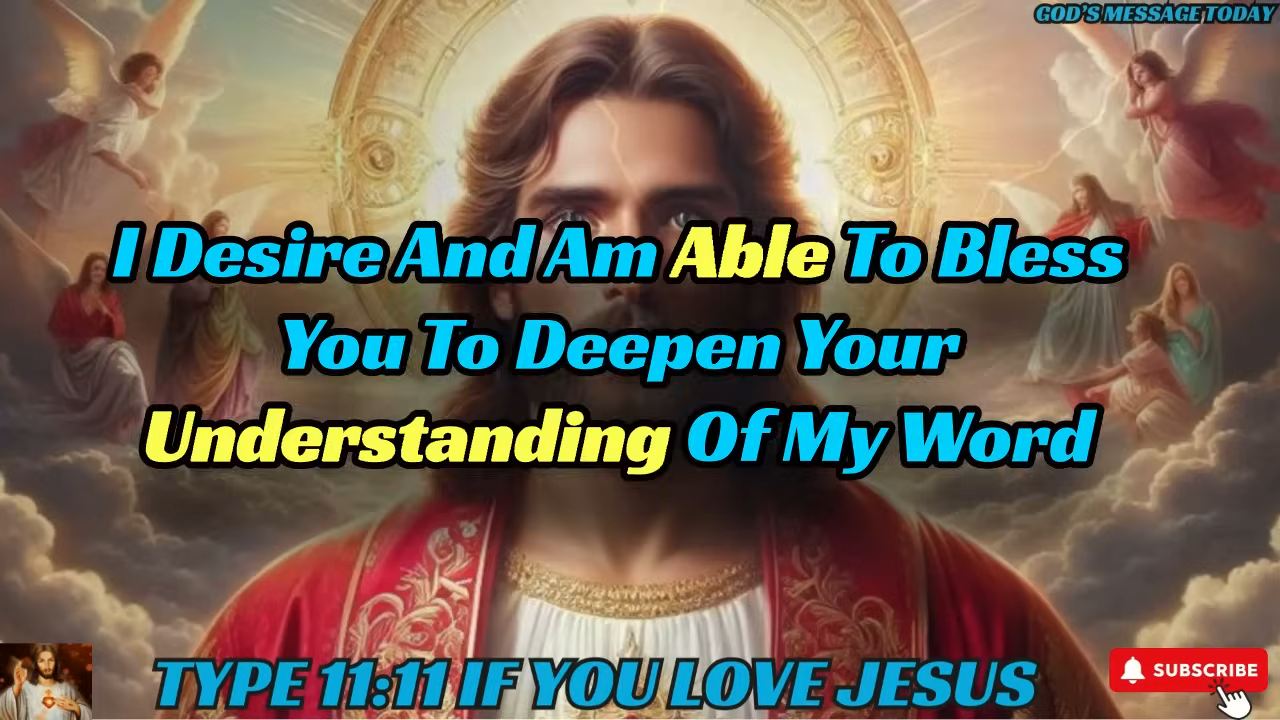 GOD'S MESSAGE TODAY
I Desire And Am Able To Bless
You To Deepen Your
Understanding Of My Word
TYPE 11:11 IF YOU LOVE JESUS
SUBSCRIBE